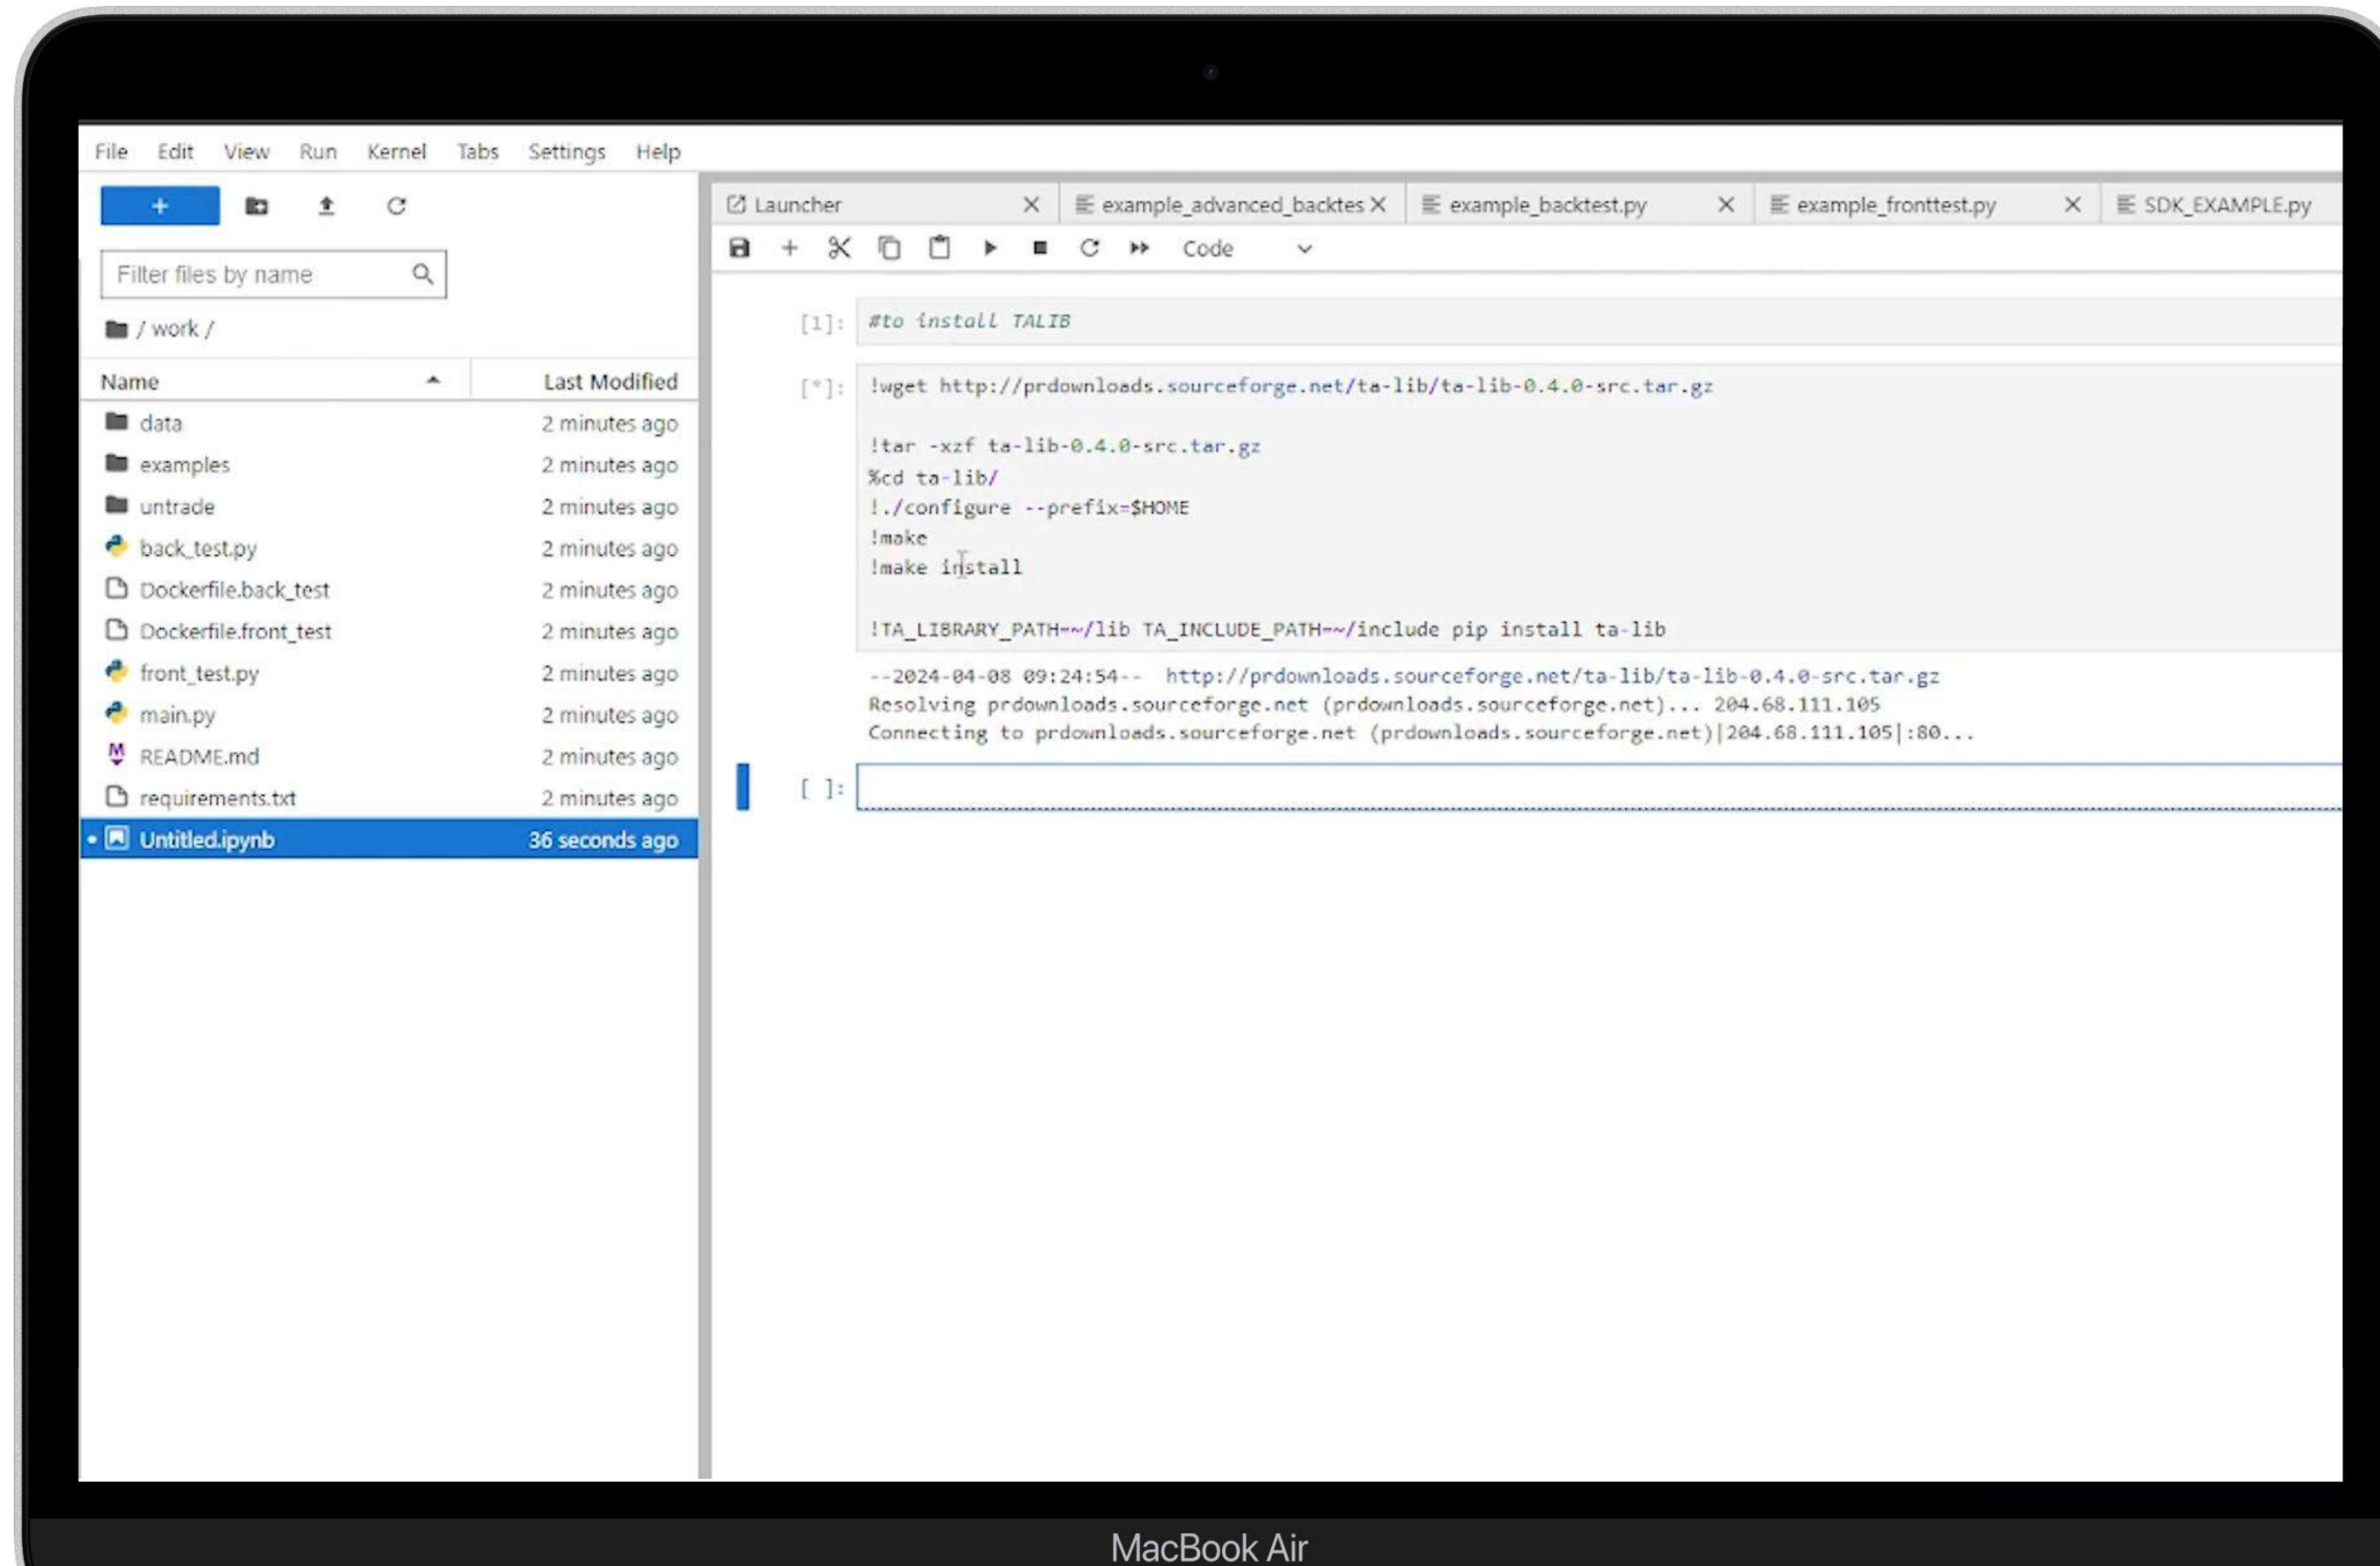 File Edit View Run Kernel Tabs Settings Help
+
Filter files by name
/ work /
Name Last Modified
data 2 minutes ago
examples 2 minutes ago
untrade 2 minutes ago
back_test.py 2 minutes ago
Dockerfile.back_test 2 minutes ago
Dockerfile.front_test 2 minutes ago
front_test.py 2 minutes ago
main.py 2 minutes ago
README.md 2 minutes ago
requirements.txt 2 minutes ago
Untitled.ipynb 36 seconds ago
Launcher example_advanced_backtes example_backtest.py example_fronttest.py SDK_EXAMPLE.py
Code
[1]: #to install TALIB
[*]: !wget http://prdownloads.sourceforge.net/ta-lib/ta-lib-0.4.0-src.tar.gz
!tar -xzf ta-lib-0.4.0-src.tar.gz
%cd ta-lib/
!./configure --prefix=$HOME
!make
!make install
!TA_LIBRARY_PATH=~/lib TA_INCLUDE_PATH=~/include pip install ta-lib
--2024-04-08 09:24:54-- http://prdownloads.sourceforge.net/ta-lib/ta-lib-0.4.0-src.tar.gz
Resolving prdownloads.sourceforge.net (prdownloads.sourceforge.net)... 204.68.111.105
Connecting to prdownloads.sourceforge.net (prdownloads.sourceforge.net)|204.68.111.105|:80...
[ ]:
MacBook Air